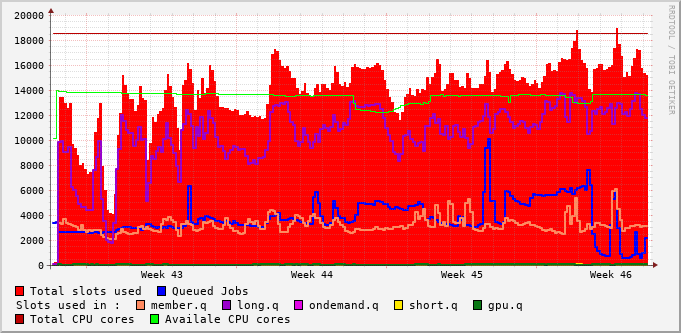 20000
18000
16000
14000
12000
10000
8000
6000
4000
2000
0
Week 43 Week 44 Week 45 Week 46
Total slots used Queued Jobs
Slots used in : member.q long.q ondemand.q short.q gpu.q
Total CPU cores Availale CPU cores
RRDTOOL / TOBI OETIKER